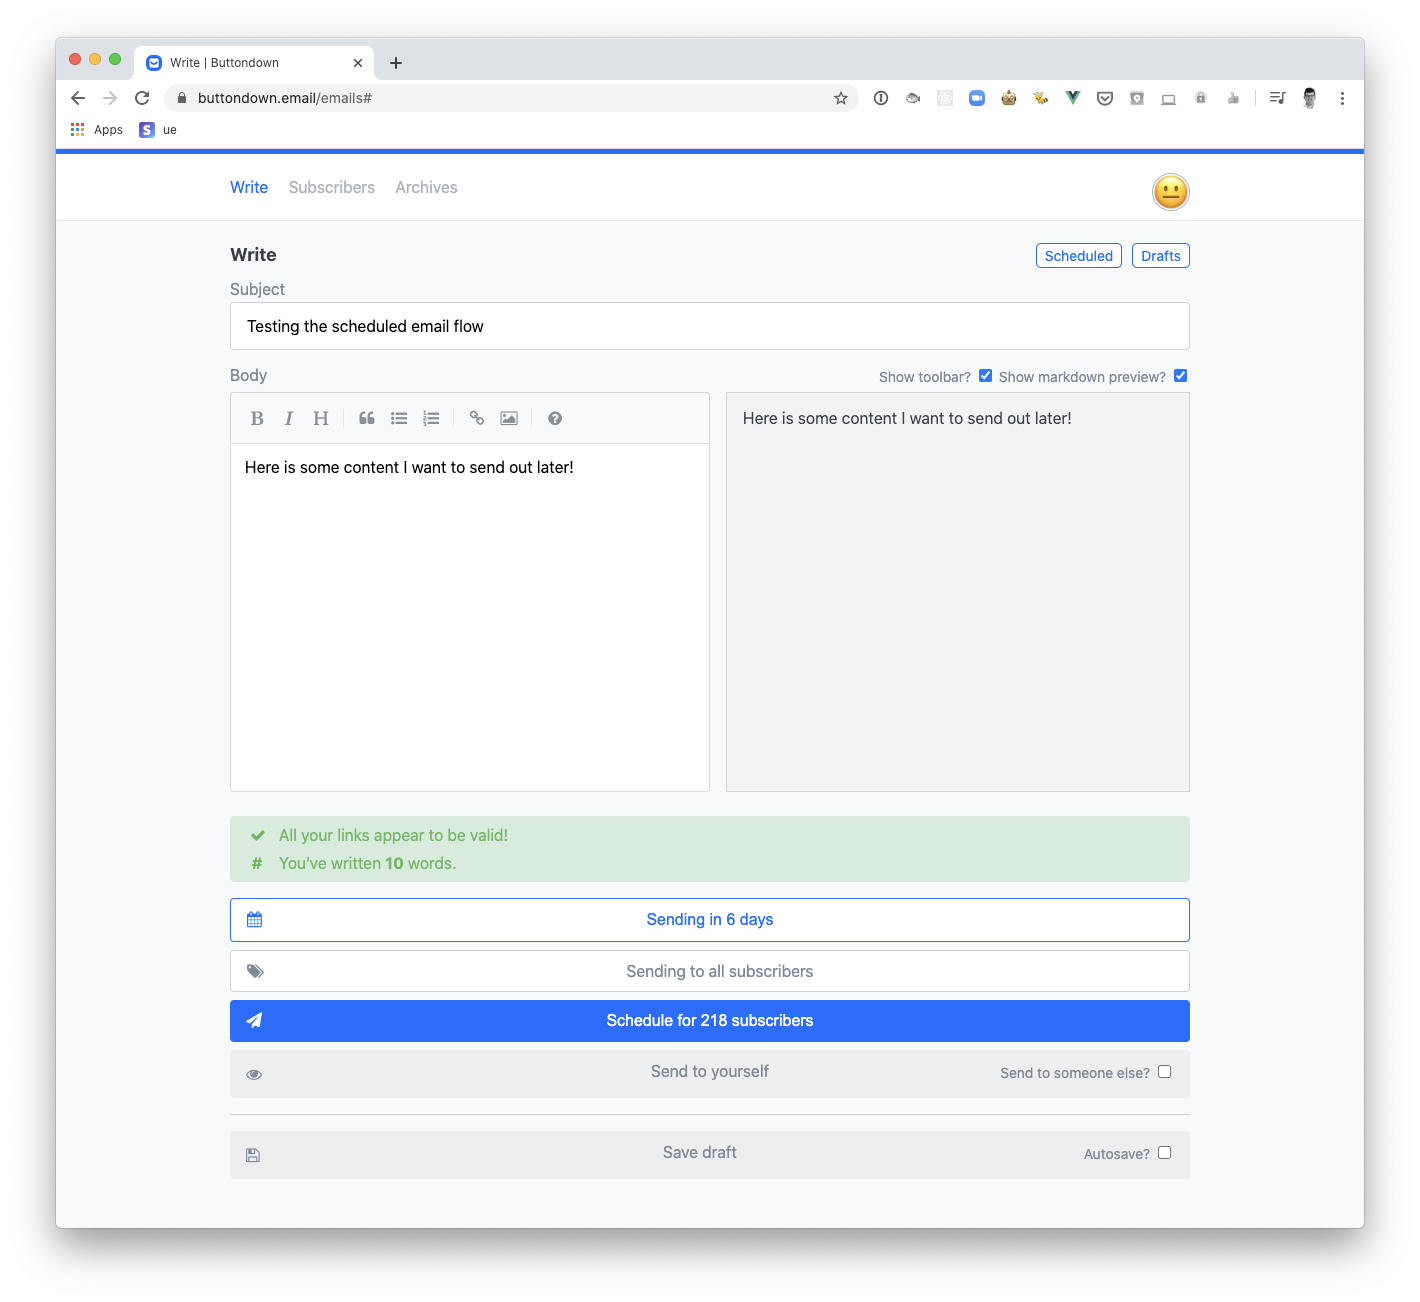 Write | Buttondown
buttondown.email/emails#
Apps
S ue
Write Subscribers Archives
Write
Scheduled Drafts
Subject
Testing the scheduled email flow
Body
Show toolbar? Show markdown preview?
B I H
Here is some content I want to send out later!
Here is some content I want to send out later!
All your links appear to be valid!
# You've written 10 words.
Sending in 6 days
Sending to all subscribers
Schedule for 218 subscribers
Send to yourself
Send to someone else?
Save draft
Autosave?